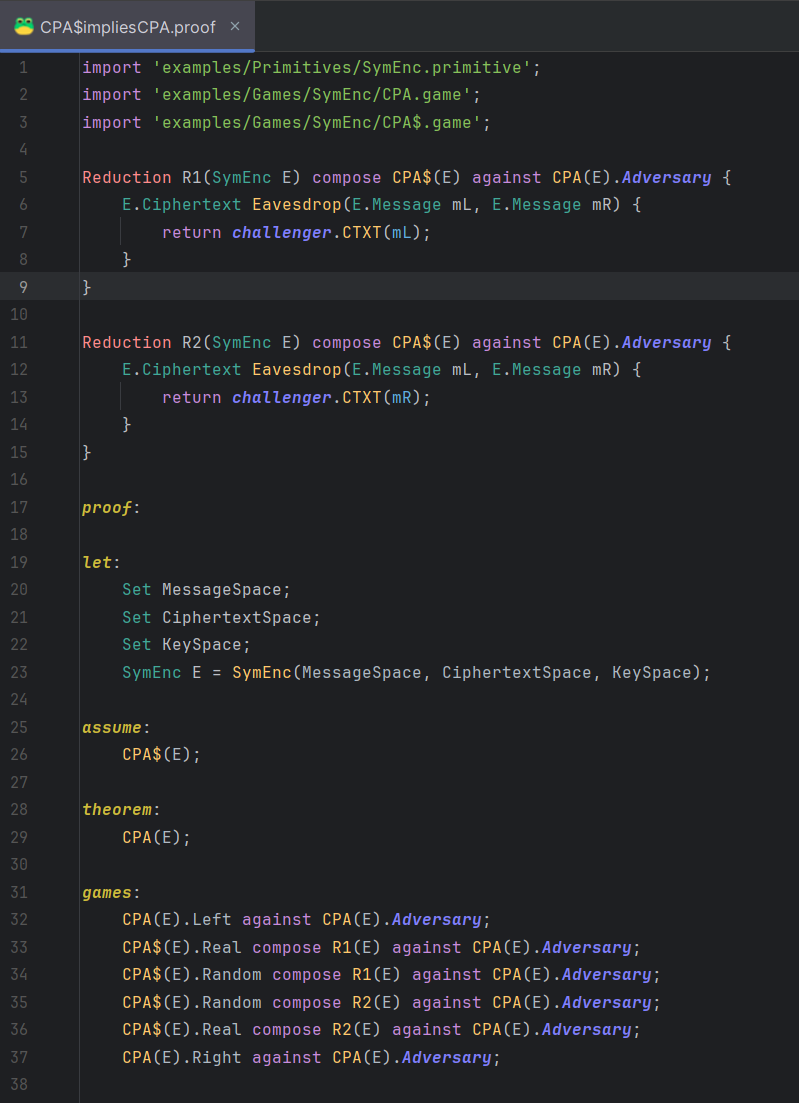 CPA$impliesCPA.proof ×
1 import 'examples/Primitives/SymEnc.primitive';
2 import 'examples/Games/SymEnc/CPA.game';
3 import 'examples/Games/SymEnc/CPA$.game';
4
5 Reduction R1(SymEnc E) compose CPA$(E) against CPA(E).Adversary {
6     E.Ciphertext Eavesdrop(E.Message mL, E.Message mR) {
7         return challenger.CTXT(mL);
8     }
9 }
10
11 Reduction R2(SymEnc E) compose CPA$(E) against CPA(E).Adversary {
12     E.Ciphertext Eavesdrop(E.Message mL, E.Message mR) {
13         return challenger.CTXT(mR);
14     }
15 }
16
17 proof:
18
19 let:
20     Set MessageSpace;
21     Set CiphertextSpace;
22     Set KeySpace;
23     SymEnc E = SymEnc(MessageSpace, CiphertextSpace, KeySpace);
24
25 assume:
26     CPA$(E);
27
28 theorem:
29     CPA(E);
30
31 games:
32     CPA(E).Left against CPA(E).Adversary;
33     CPA$(E).Real compose R1(E) against CPA(E).Adversary;
34     CPA$(E).Random compose R1(E) against CPA(E).Adversary;
35     CPA$(E).Random compose R2(E) against CPA(E).Adversary;
36     CPA$(E).Real compose R2(E) against CPA(E).Adversary;
37     CPA(E).Right against CPA(E).Adversary;
38